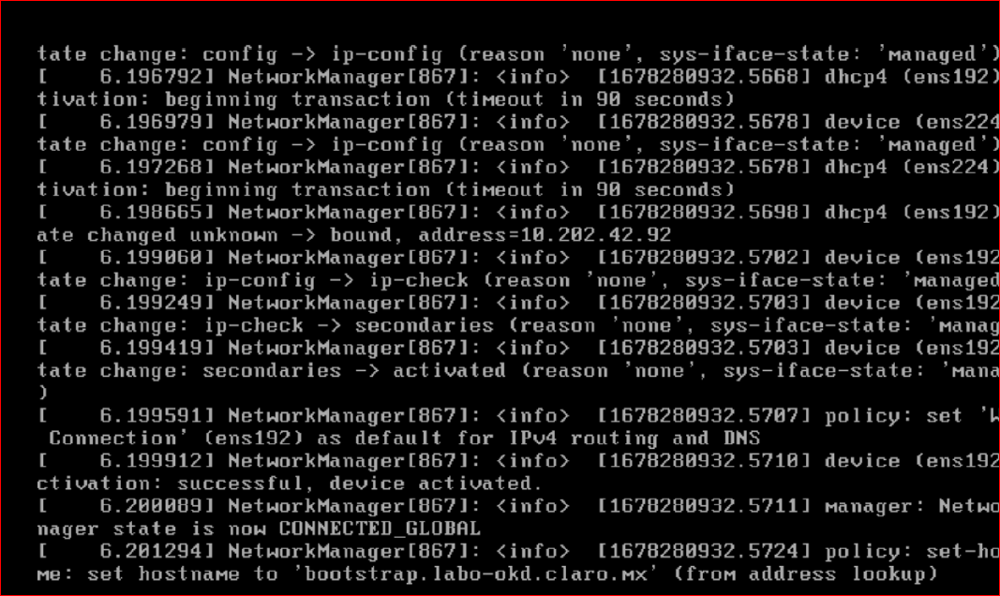 tate change: config -> ip-config (reason 'none', sys-iface-state: 'managed')
[    6.196792] NetworkManager[867]: <info>  [1678280932.5668] dhcp4 (ens192)
tivation: beginning transaction (timeout in 90 seconds)
[    6.196979] NetworkManager[867]: <info>  [1678280932.5678] device (ens224
tate change: config -> ip-config (reason 'none', sys-iface-state: 'managed')
[    6.197268] NetworkManager[867]: <info>  [1678280932.5678] dhcp4 (ens224)
tivation: beginning transaction (timeout in 90 seconds)
[    6.198665] NetworkManager[867]: <info>  [1678280932.5698] dhcp4 (ens192)
ate changed unknown -> bound, address=10.202.42.92
[    6.199060] NetworkManager[867]: <info>  [1678280932.5702] device (ens192
tate change: ip-config -> ip-check (reason 'none', sys-iface-state: 'managed
[    6.199249] NetworkManager[867]: <info>  [1678280932.5703] device (ens192
tate change: ip-check -> secondaries (reason 'none', sys-iface-state: 'manag
[    6.199419] NetworkManager[867]: <info>  [1678280932.5703] device (ens192
tate change: secondaries -> activated (reason 'none', sys-iface-state: 'mana
)
[    6.199591] NetworkManager[867]: <info>  [1678280932.5707] policy: set 'W
 Connection' (ens192) as default for IPv4 routing and DNS
[    6.199912] NetworkManager[867]: <info>  [1678280932.5710] device (ens192
ctivation: successful, device activated.
[    6.200089] NetworkManager[867]: <info>  [1678280932.5711] manager: Netwo
nager state is now CONNECTED_GLOBAL
[    6.201294] NetworkManager[867]: <info>  [1678280932.5724] policy: set-ho
me: set hostname to 'bootstrap.labo-okd.claro.mx' (from address lookup)